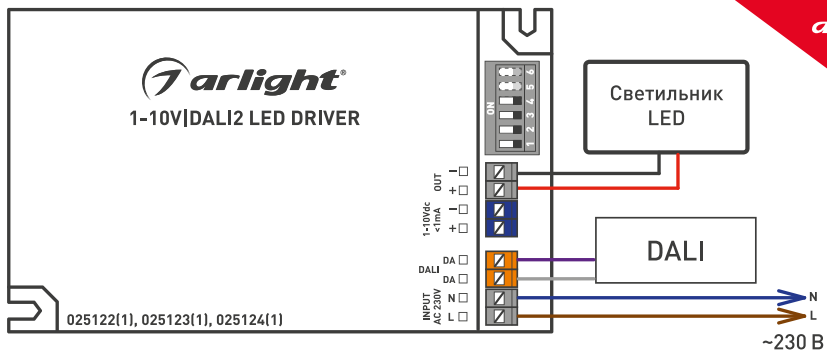 arlight®
1-10V|DALI2 LED DRIVER
ON
1 2 3 4 5 6
Светильник
LED
OUT
−
+
1-10Vdc
<1mA
−
+
DALI
DA
DA
DALI
INPUT
AC 230V
N
L
N
L
~230 В
025122(1), 025123(1), 025124(1)